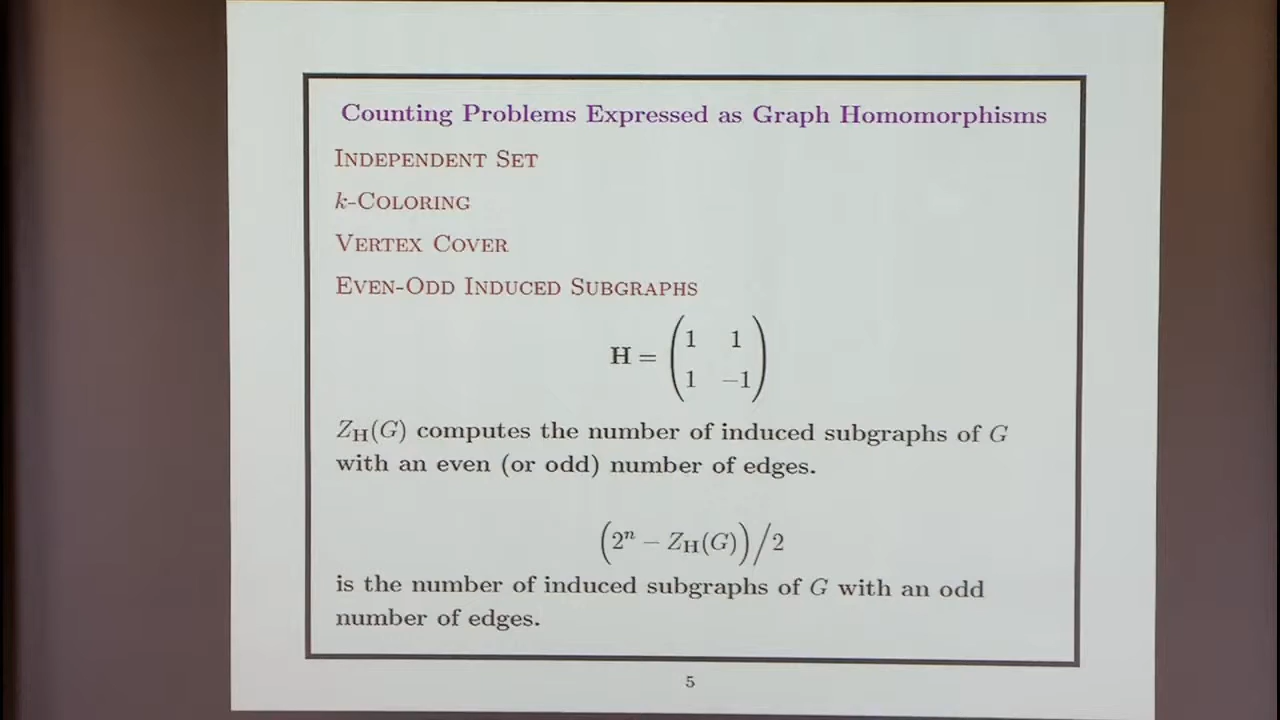 Counting Problems Expressed as Graph Homomorphisms
INDEPENDENT SET
k-COLORING
VERTEX COVER
EVEN-ODD INDUCED SUBGRAPHS
H = (1 1
1 −1)
Z_H(G) computes the number of induced subgraphs of G
with an even (or odd) number of edges.
(2ⁿ − Z_H(G))/2
is the number of induced subgraphs of G with an odd
number of edges.
5